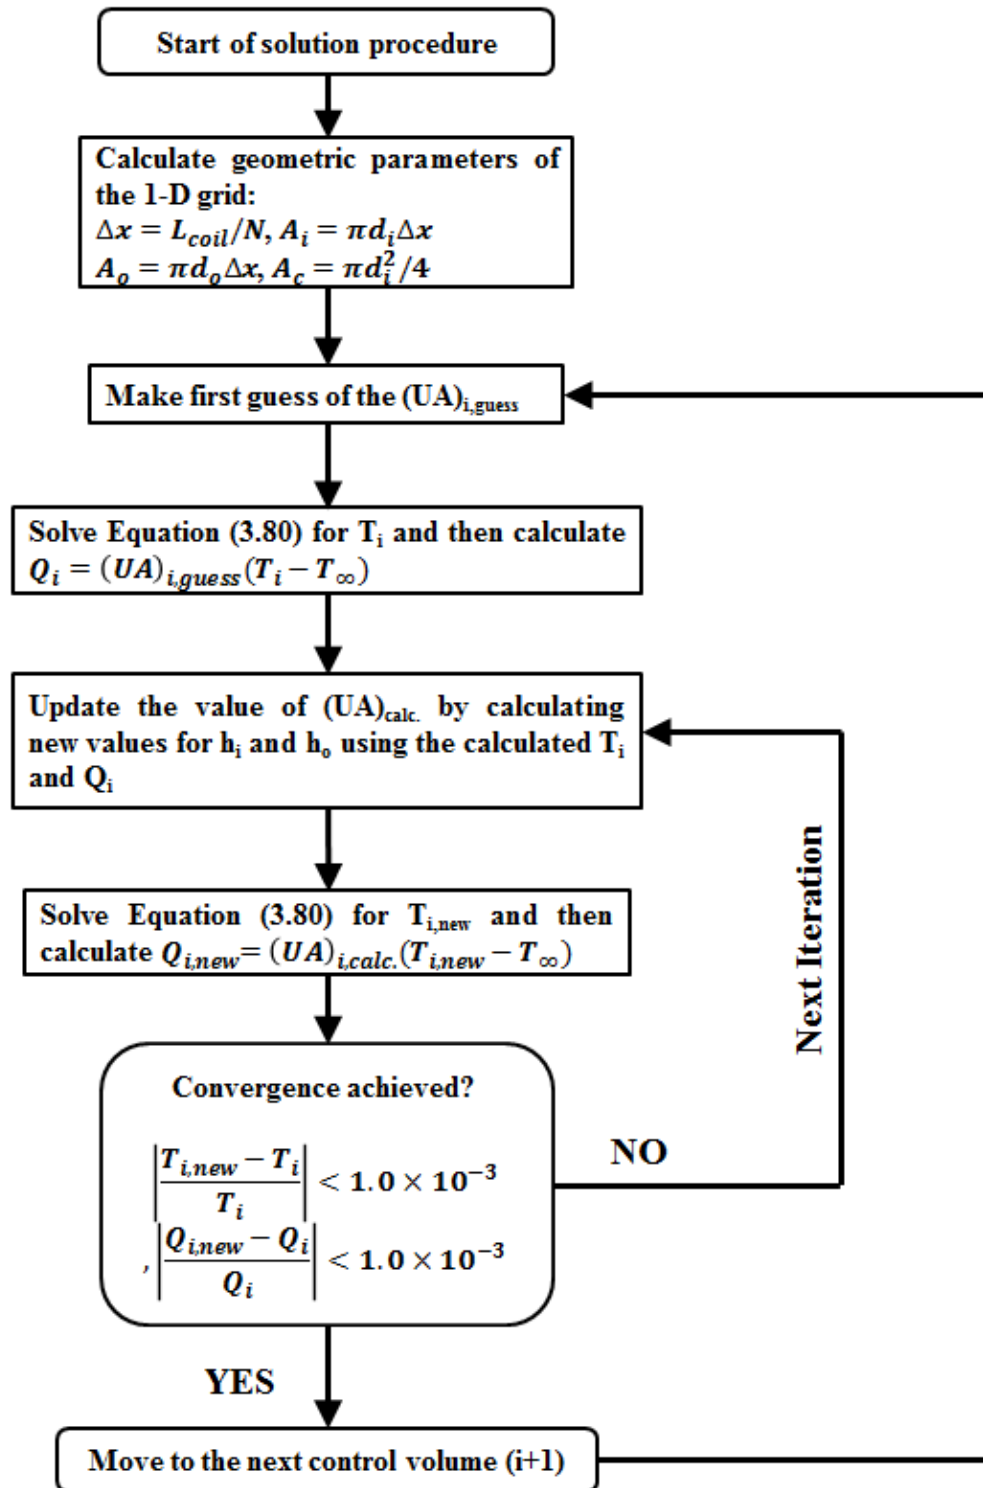 Start of solution procedure
Calculate geometric parameters of
the 1-D grid:
Δx = L_coil/N, A_i = πd_iΔx
A_o = πd_oΔx, A_c = πd_i^2/4
Make first guess of the (UA)_i,guess
Solve Equation (3.80) for T_i and then calculate
Q_i = (UA)_i,guess(T_i − T_∞)
Update the value of (UA)_calc. by calculating
new values for h_i and h_o using the calculated T_i
and Q_i
Solve Equation (3.80) for T_i,new and then
calculate Q_i,new= (UA)_i,calc.(T_i,new − T_∞)
Convergence achieved?
|(T_i,new − T_i)/T_i| < 1.0 × 10^−3
, |(Q_i,new − Q_i)/Q_i| < 1.0 × 10^−3
NO
Next Iteration
YES
Move to the next control volume (i+1)